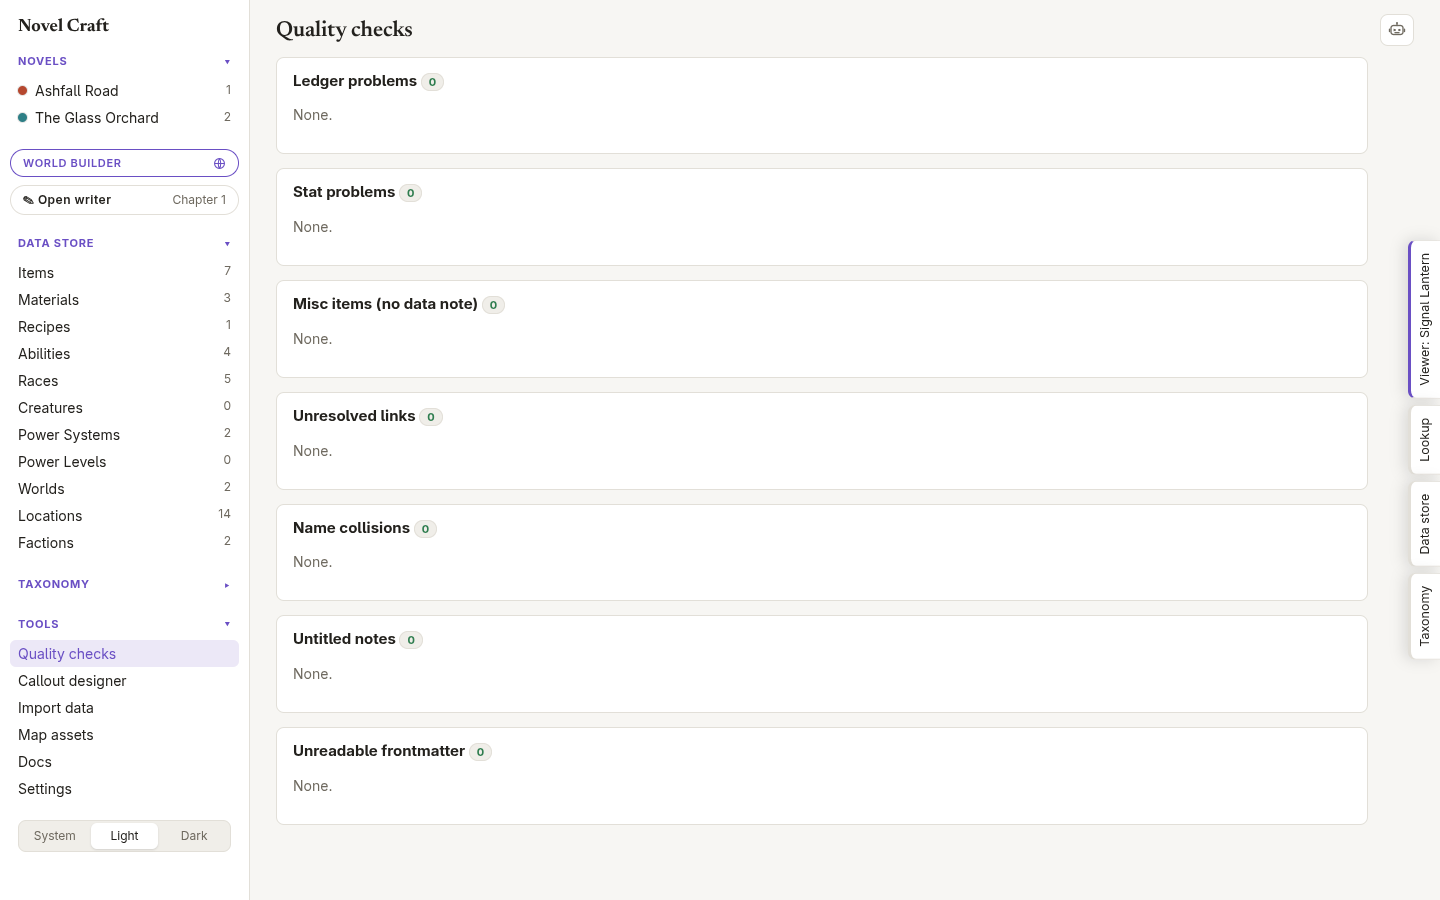 Novel Craft
NOVELS
Ashfall Road 1
The Glass Orchard 2
WORLD BUILDER
Open writer Chapter 1
DATA STORE
Items 7
Materials 3
Recipes 1
Abilities 4
Races 5
Creatures 0
Power Systems 2
Power Levels 0
Worlds 2
Locations 14
Factions 2
TAXONOMY
TOOLS
Quality checks
Callout designer
Import data
Map assets
Docs
Settings
System Light Dark
Quality checks
Ledger problems 0
None.
Stat problems 0
None.
Misc items (no data note) 0
None.
Unresolved links 0
None.
Name collisions 0
None.
Untitled notes 0
None.
Unreadable frontmatter 0
None.
Viewer: Signal Lantern
Lookup
Data store
Taxonomy